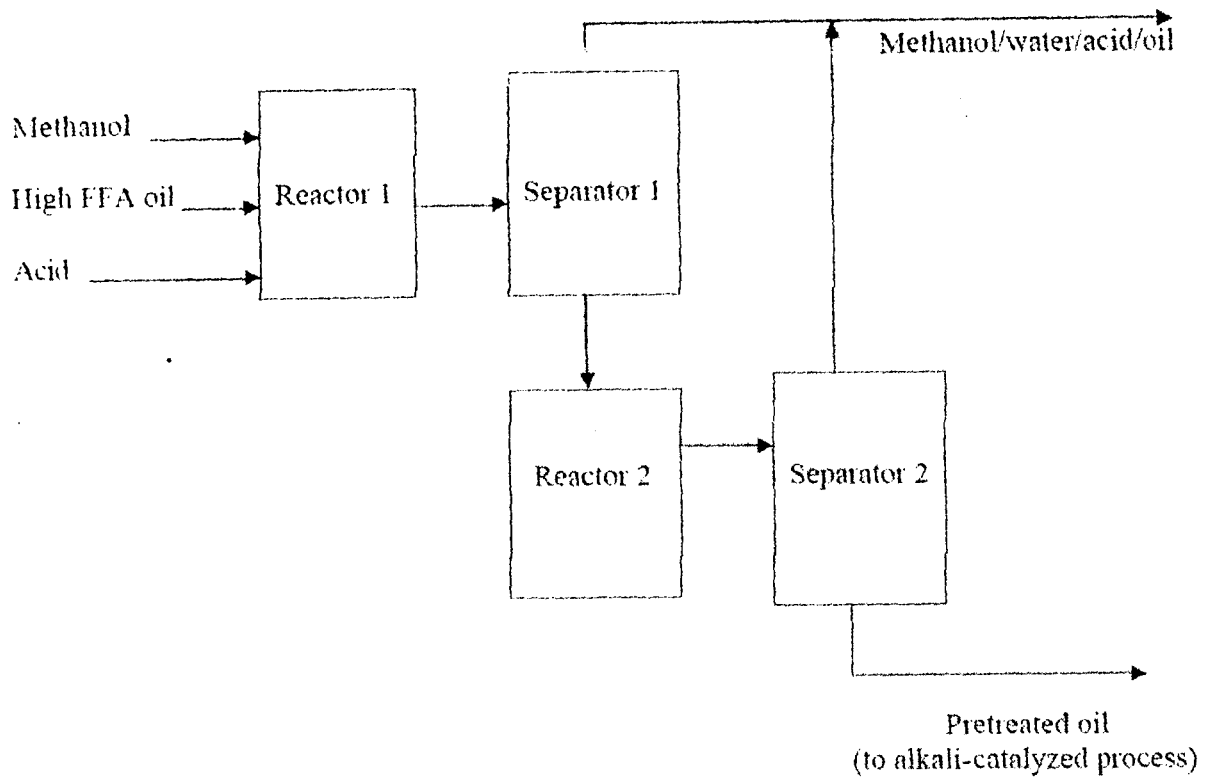 Methanol/water/acid/oil
Methanol
High FFA oil
Acid
Reactor 1
Separator 1
Reactor 2
Separator 2
Pretreated oil
(to alkali-catalyzed process)